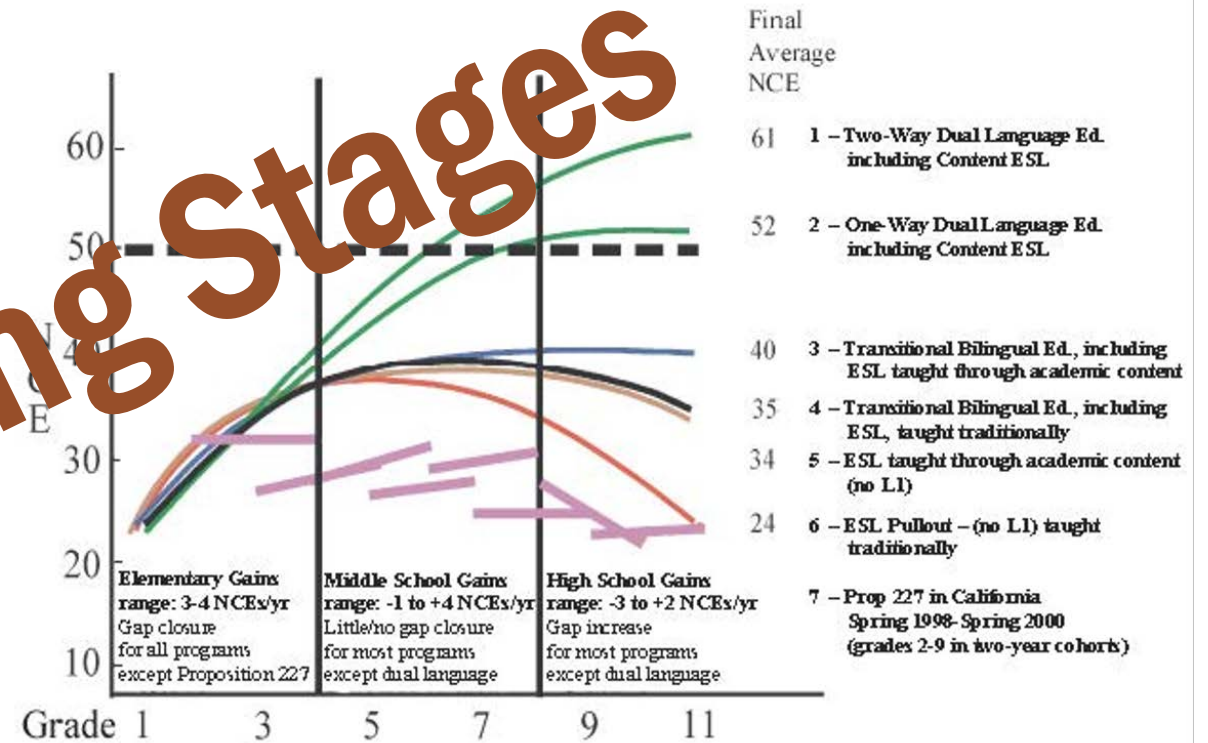 ng Stages
Final
Average
NCE
60
50
40
30
20
10
N
C
E
61 1 – Two-Way Dual Language Ed.
including Content ESL
52 2 – One-Way Dual Language Ed.
including Content ESL
40 3 – Transitional Bilingual Ed., including
ESL taught through academic content
35 4 – Transitional Bilingual Ed., including
ESL, taught traditionally
34 5 – ESL taught through academic content
(no L1)
24 6 – ESL Pullout – (no L1) taught
traditionally
7 – Prop 227 in California
Spring 1998-Spring 2000
(grades 2-9 in two-year cohorts)
Elementary Gains
range: 3-4 NCEs/yr
Gap closure
for all programs
except Proposition 227
Middle School Gains
range: -1 to +4 NCEs/yr
Little/no gap closure
for most programs
except dual language
High School Gains
range: -3 to +2 NCEs/yr
Gap increase
for most programs
except dual language
Grade 1 3 5 7 9 11